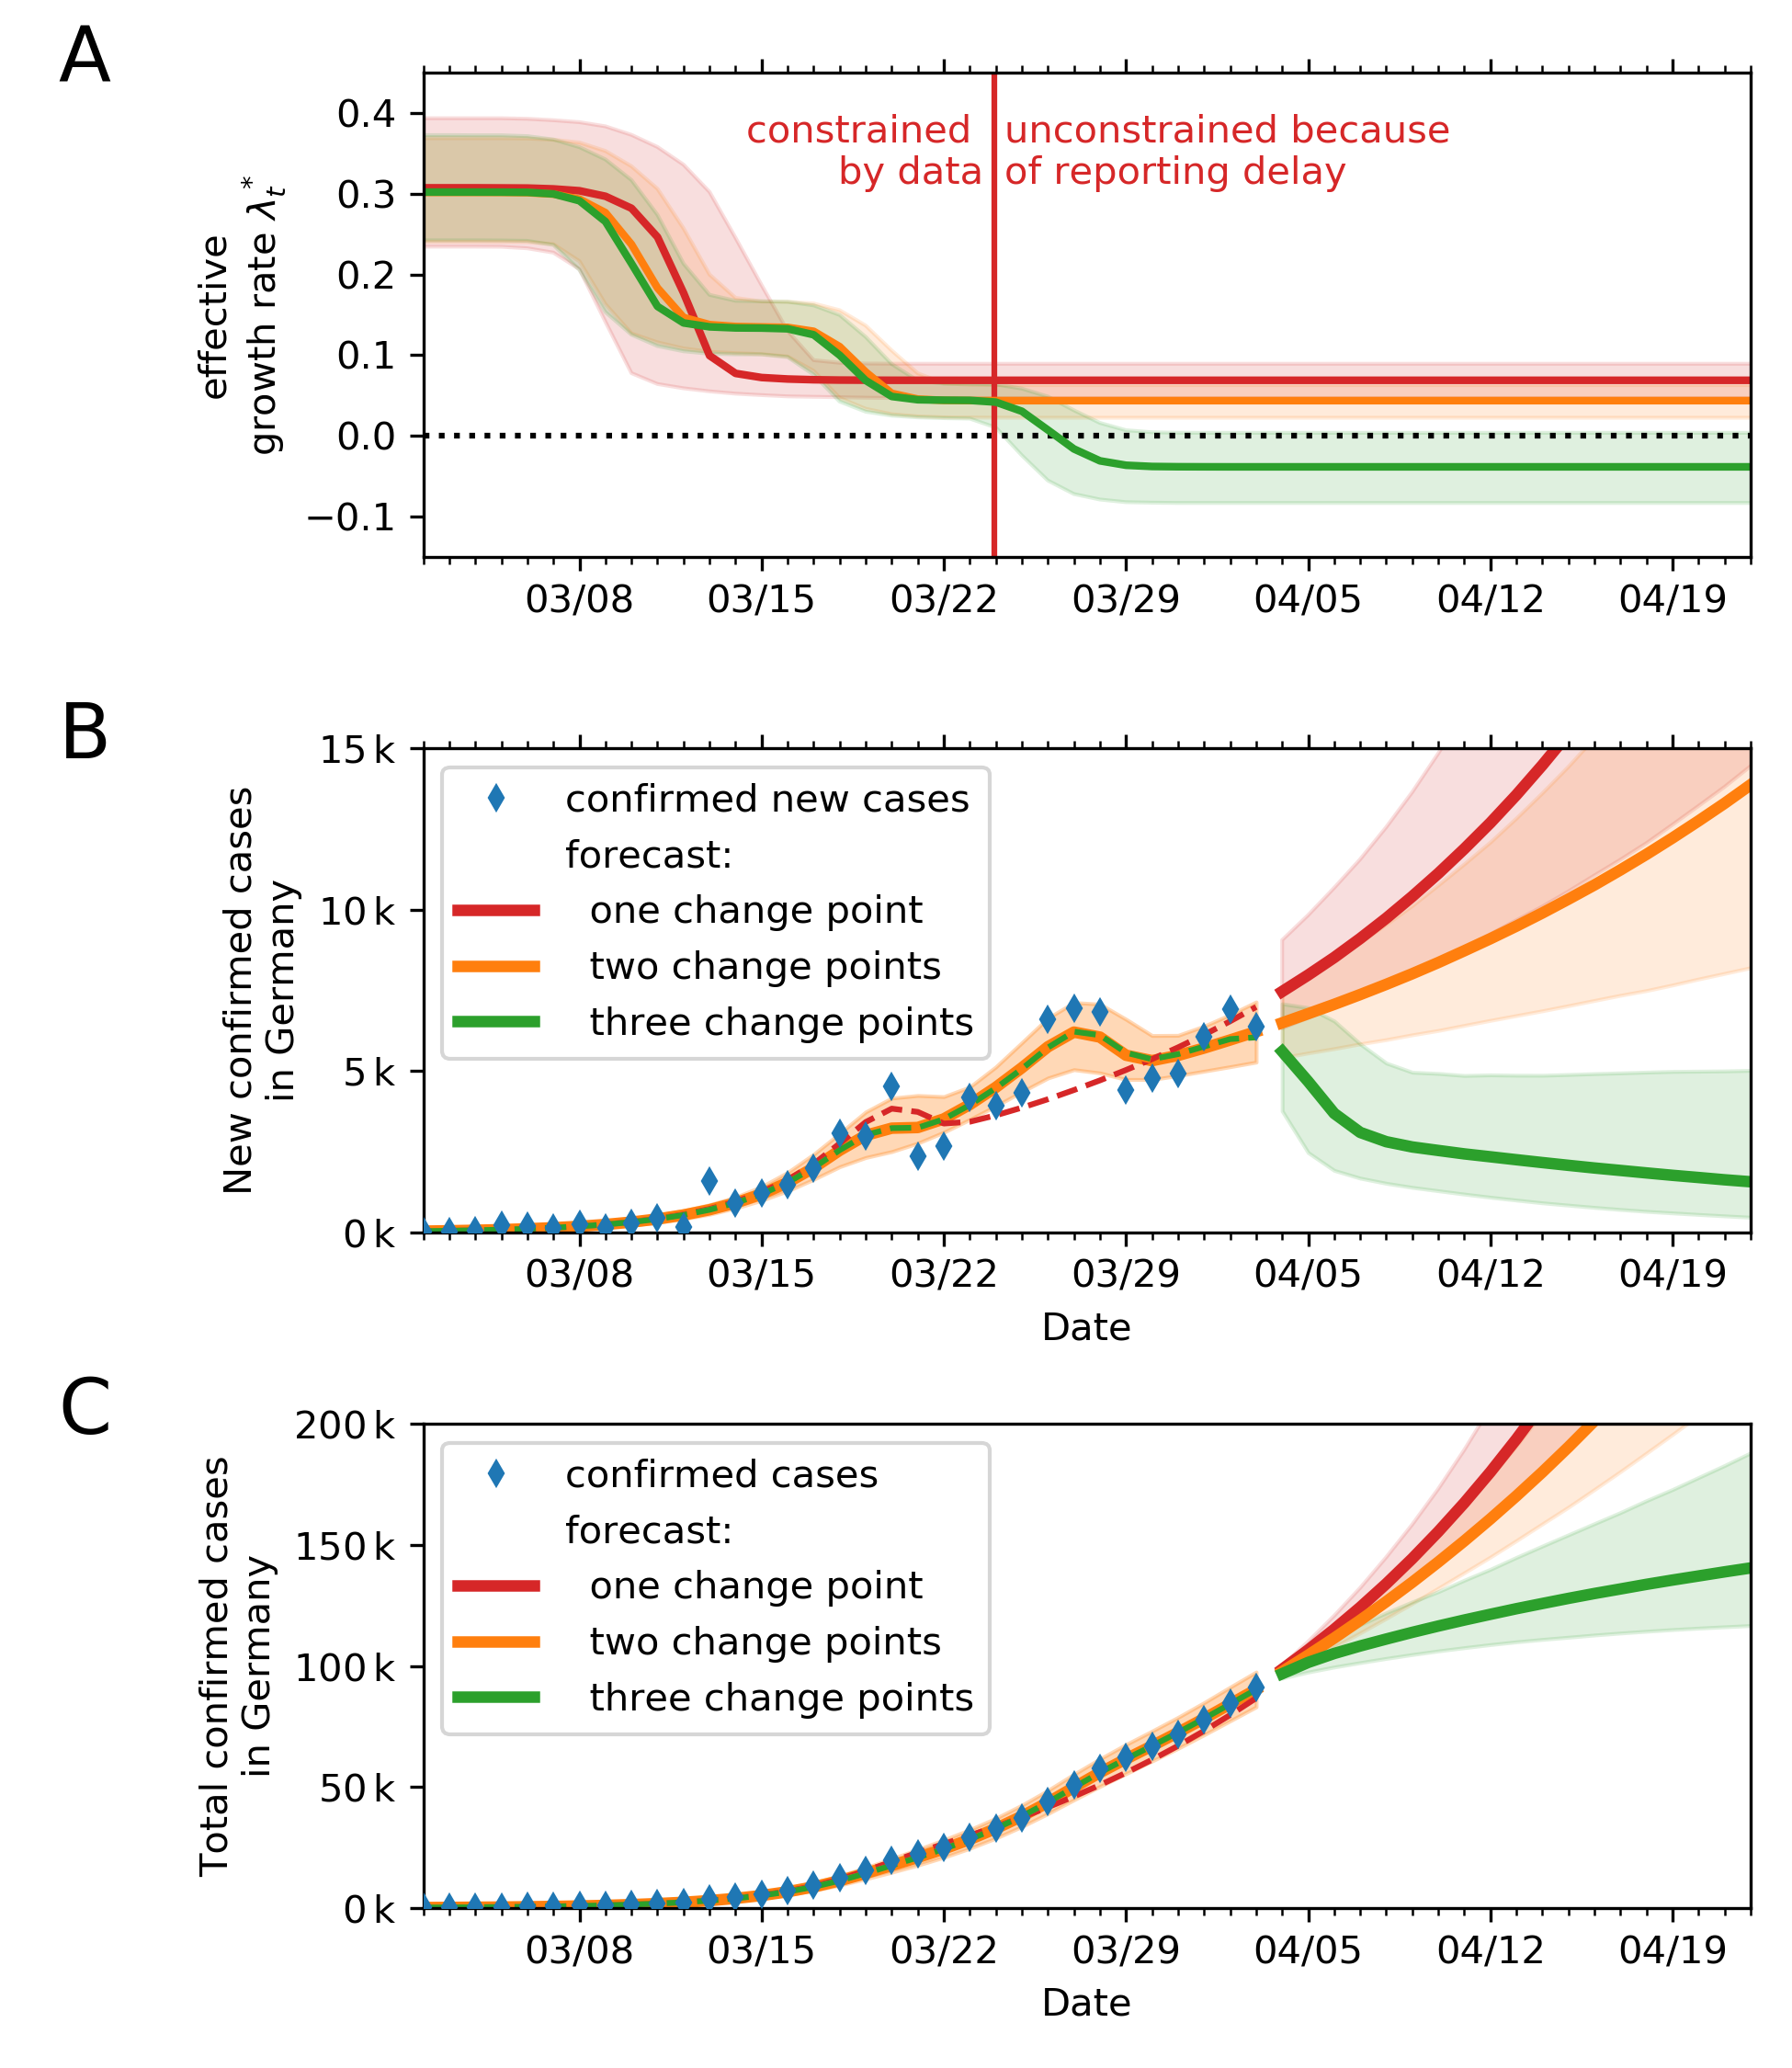 A
constrained
by data
unconstrained because
of reporting delay
effective
growth rate λ*t
0.4
0.3
0.2
0.1
0.0
−0.1
03/08 03/15 03/22 03/29 04/05 04/12 04/19
B
New confirmed cases
in Germany
15 k
10 k
5 k
0 k
confirmed new cases
forecast:
one change point
two change points
three change points
03/08 03/15 03/22 03/29 04/05 04/12 04/19
Date
C
Total confirmed cases
in Germany
200 k
150 k
100 k
50 k
0 k
confirmed cases
forecast:
one change point
two change points
three change points
03/08 03/15 03/22 03/29 04/05 04/12 04/19
Date